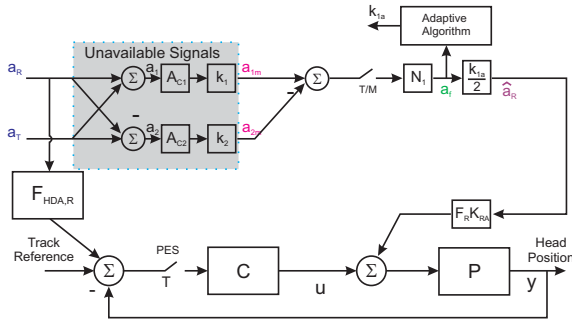 k1a
Adaptive
Algorithm
Unavailable Signals
aR
a1
AC1
k1
a1m
Σ
Σ
T/M
N1
af
k1a
2
âR
aT
-
-
Σ
a2
AC2
k2
a2m
FHDA,R
FRKRA
Track
Reference
PES
Head
Position
Σ
-
T
C
u
Σ
P
y